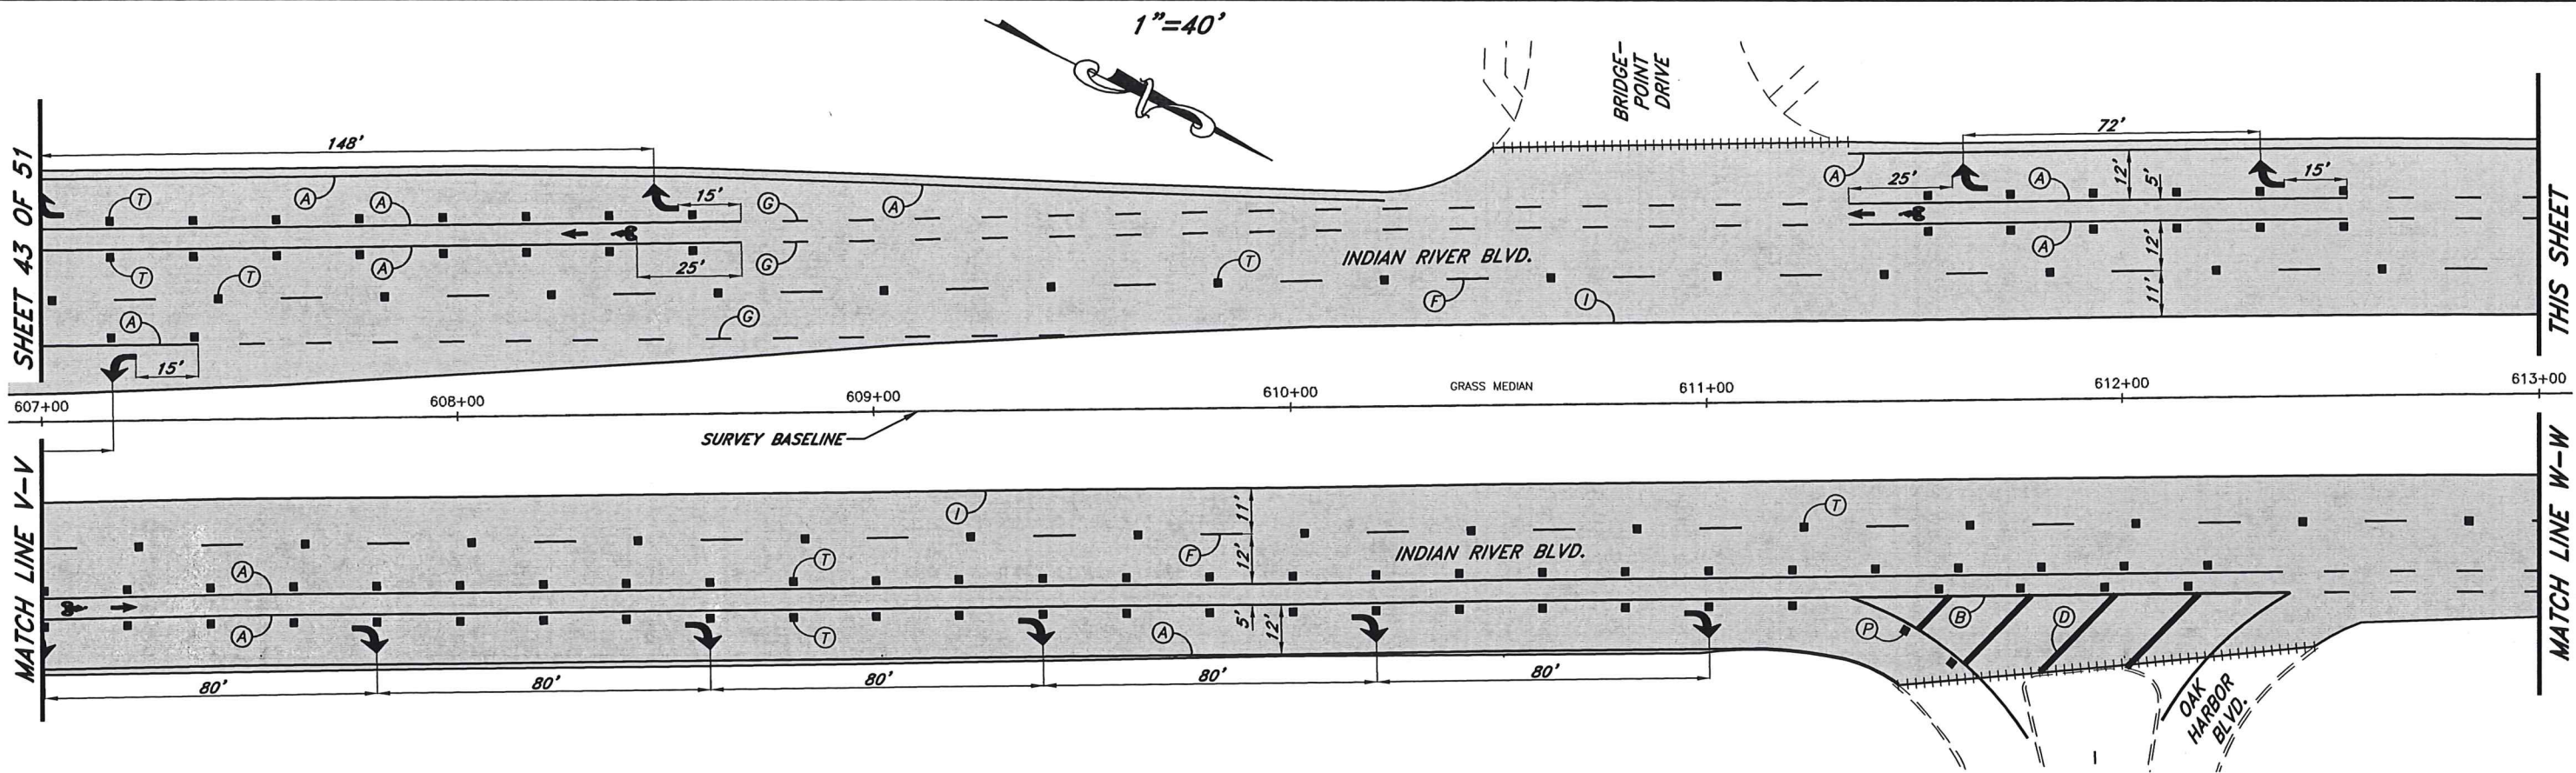 1"=40'
BRIDGE-
POINT
DRIVE
SHEET 43 OF 51
148'
72'
T
A
A
15'
G
A
A
25'
A
12'
5'
15'
T
T
A
25'
G
T
INDIAN RIVER BLVD.
F
I
A
12'
11'
THIS SHEET
A
15'
G
607+00
608+00
609+00
610+00
GRASS MEDIAN
611+00
612+00
613+00
SURVEY BASELINE
MATCH LINE V-V
I
11'
F
12'
INDIAN RIVER BLVD.
T
MATCH LINE W-W
A
T
A
T
A
5'
12'
P
B
D
80'
80'
80'
80'
80'
OAK
HARBOR
BLVD.